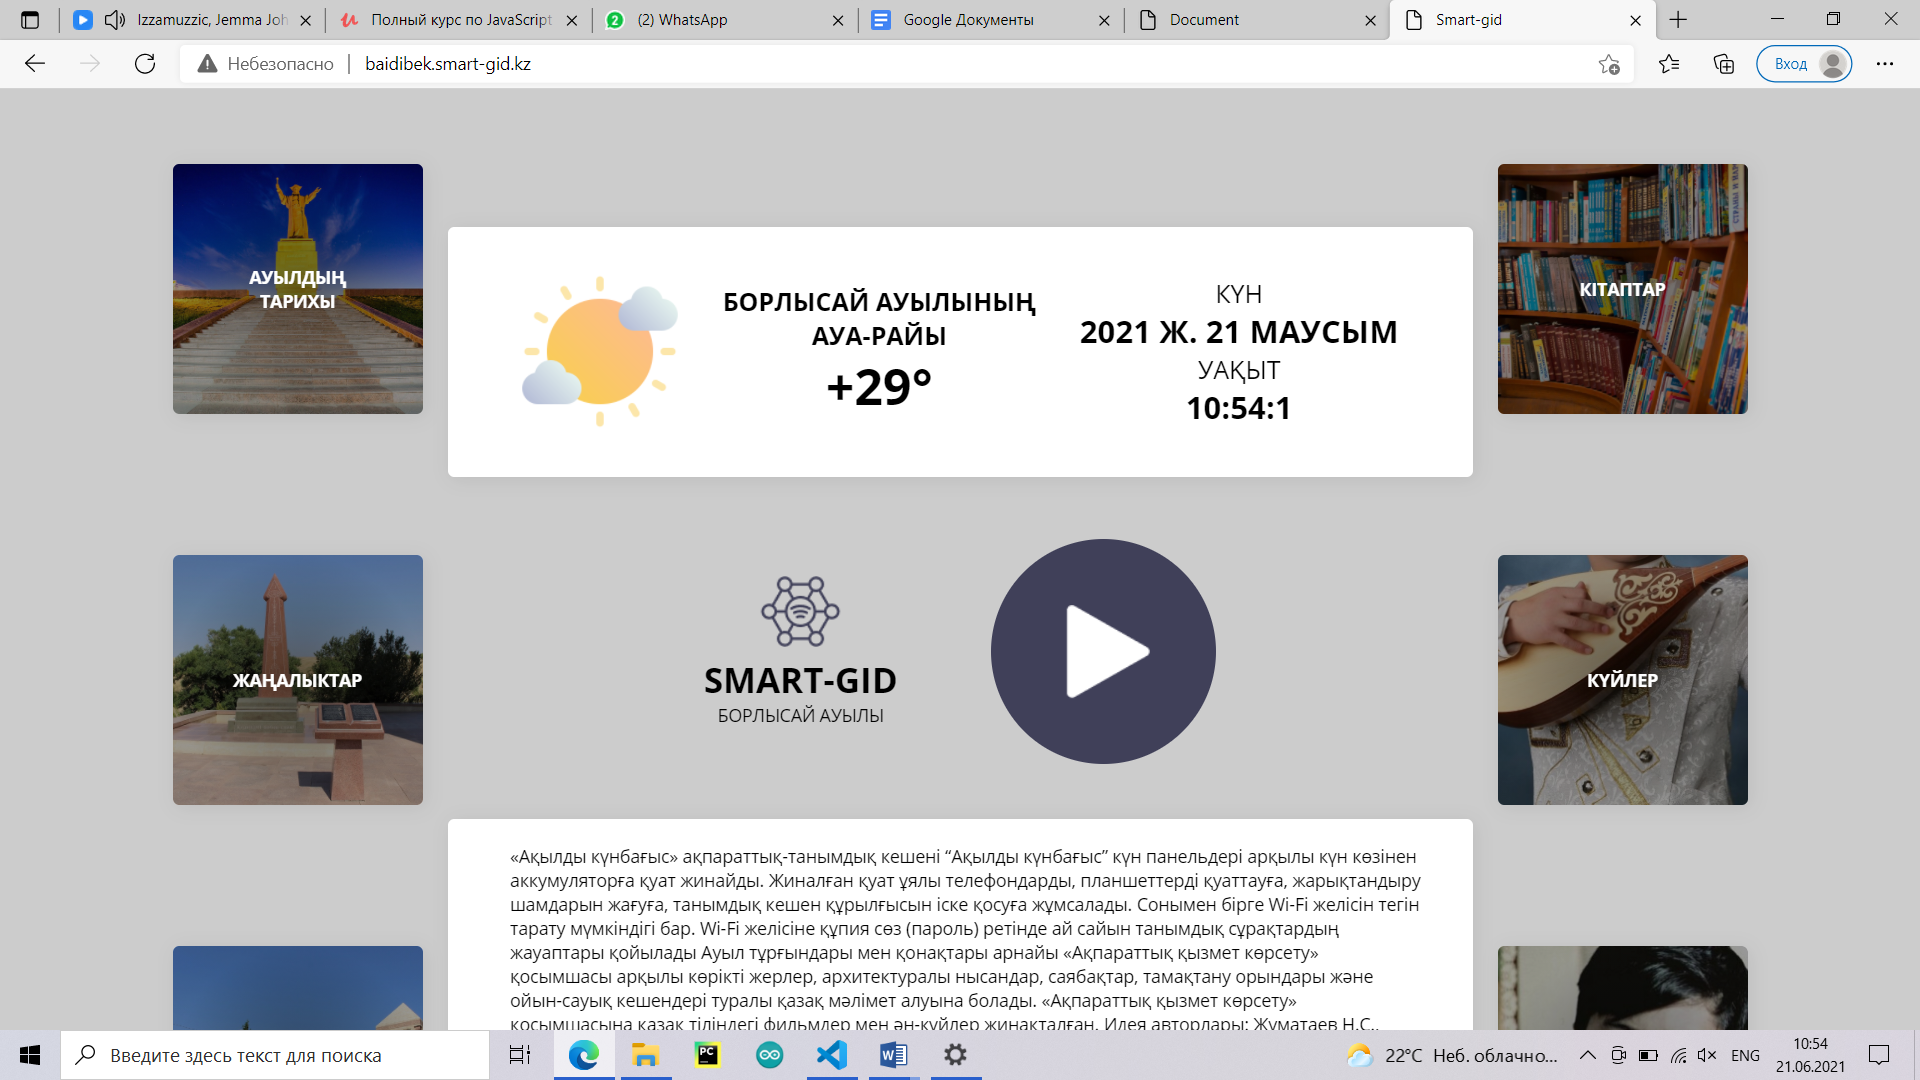 Izzamuzzic, Jemma Joh
Полный курс по JavaScript
(2) WhatsApp
Google Документы
Document
Smart-gid
Небезопасно
baidibek.smart-gid.kz
Вход
АУЫЛДЫҢ
ТАРИХЫ
БОРЛЫСАЙ АУЫЛЫНЫҢ
АУА-РАЙЫ
+29°
КҮН
2021 Ж. 21 МАУСЫМ
УАҚЫТ
10:54:1
КІТАПТАР
ЖАҢАЛЫКТАР
SMART-GID
БОРЛЫСАЙ АУЫЛЫ
КҮЙЛЕР
«Ақылды күнбағыс» ақпараттық-танымдық кешені “Ақылды күнбағыс” күн панельдері арқылы күн көзінен
аккумуляторға қуат жинайды. Жиналған қуат ұялы телефондарды, планшеттерді қуаттауға, жарықтандыру
шамдарын жағуға, танымдық кешен құрылғысын іске қосуға жұмсалады. Сонымен бірге Wi-Fi желісін тегін
тарату мүмкіндігі бар. Wi-Fi желісіне құпия сөз (пароль) ретінде ай сайын танымдық сұрақтардың
жауаптары қойылады Ауыл тұрғындары мен қонақтары арнайы «Ақпараттық қызмет көрсету»
қосымшасы арқылы көрікті жерлер, архитектуралы нысандар, саябақтар, тамақтану орындары және
ойын-сауық кешендері туралы қазақ мәлімет алуына болады. «Ақпараттық қызмет көрсету»
қосымшасына қазақ тіліндегі фильмдер мен ән-күйлер жинақталған. Идея авторлары: Жуматаев Н.С.,
Введите здесь текст для поиска
22°C Неб. облачно...
ENG
10:54
21.06.2021